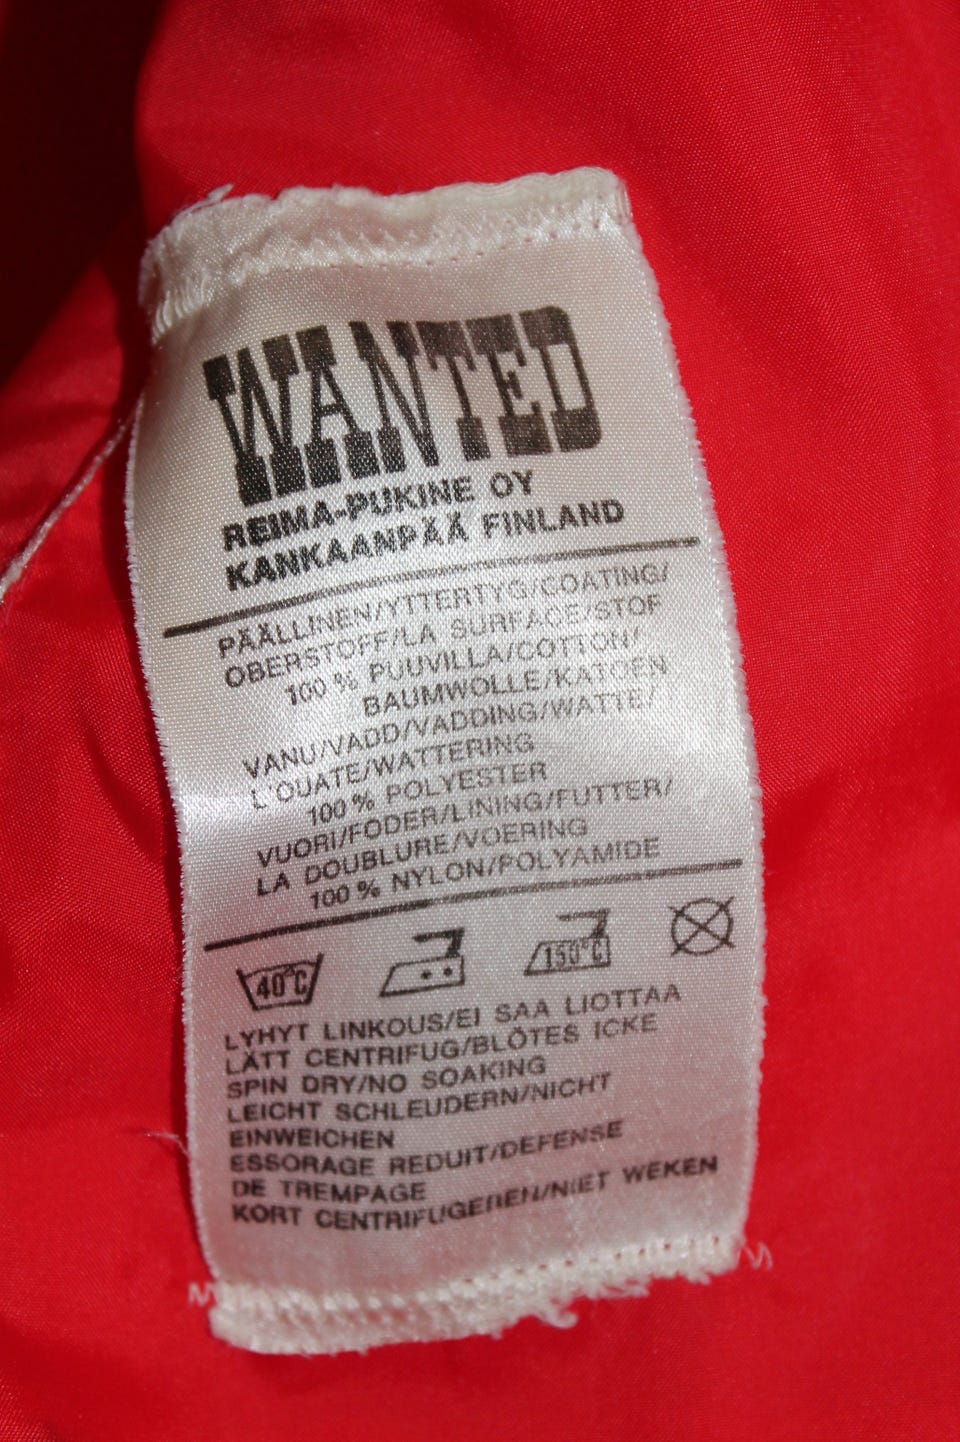 WANTED
REIMA-PUKINE OY
KANKAANPÄÄ FINLAND
PÄÄLLINEN/YTTERTYG/COATING/
OBERSTOFF/LA SURFACE/STOF
100 % PUUVILLA/COTTON/
BAUMWOLLE/KATOEN
VANU/VADD/VADDING/WATTE/
L'OUATE/WATTERING
100 % POLYESTER
VUORI/FODER/LINING/FUTTER/
LA DOUBLURE/VOERING
100 % NYLON/POLYAMIDE
40°C 150°C
LYHYT LINKOUS/EI SAA LIOTTAA
LÄTT CENTRIFUG/BLÖTES ICKE
SPIN DRY/NO SOAKING
LEICHT SCHLEUDERN/NICHT
EINWEICHEN
ESSORAGE REDUIT/DEFENSE
DE TREMPAGE
KORT CENTRIFUGEREN/NIET WEKEN